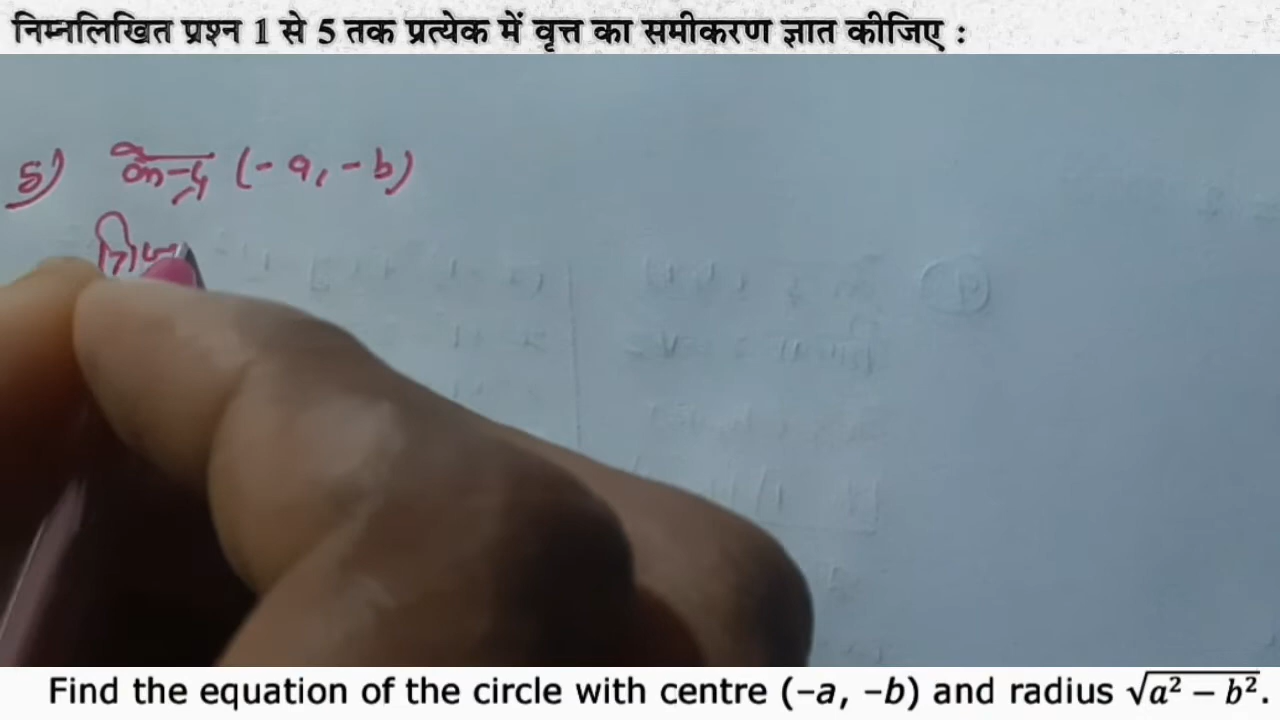 निम्नलिखित प्रश्न 1 से 5 तक प्रत्येक में वृत्त का समीकरण ज्ञात कीजिए :
5) केन्द्र (-a, -b)
Find the equation of the circle with centre (–a, –b) and radius √a² – b².